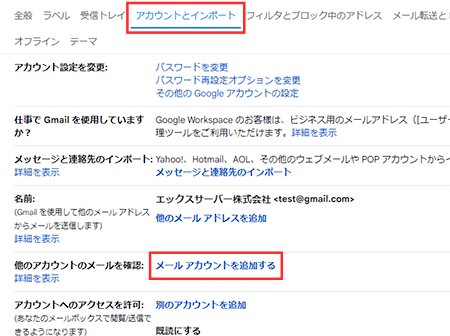 全般 ラベル 受信トレイ アカウントとインポート フィルタとブロック中のアドレス メール転送と
オフライン テーマ
アカウント設定を変更: パスワードを変更
パスワード再設定オプションを変更
その他の Google アカウントの設定
仕事で Gmail を使用しています Google Workspace のお客様は、ビジネス用のメールアドレス（[ユーザー
か？ 理ツールをご利用いただけます。 詳細を表示
メッセージと連絡先のインポート: Yahoo!、Hotmail、AOL、その他のウェブメールや POP アカウントから
詳細を表示 メッセージと連絡先のインポート
名前: エックスサーバー株式会社 <test@gmail.com>
(Gmail を使用して他のメール アドレス
からメールを送信します) 他のメール アドレスを追加
詳細を表示
他のアカウントのメールを確認: メール アカウントを追加する
詳細を表示
アカウントへのアクセスを許可: 別のアカウントを追加
(あなたのメールボックスで閲覧/送信で
きるようになります) 既読にする